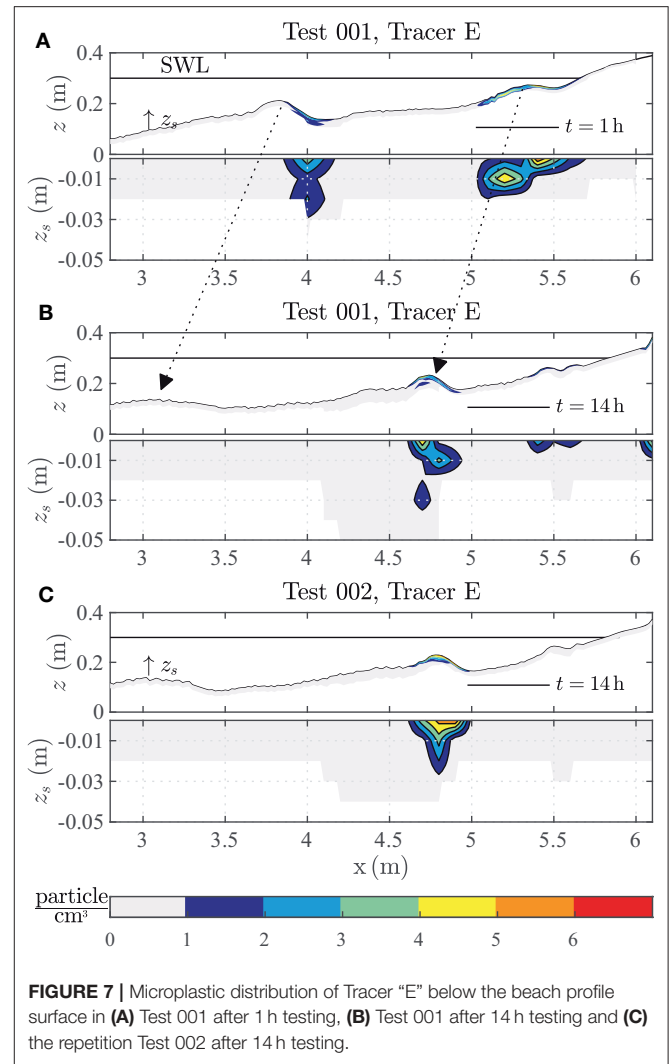 A
Test 001, Tracer E
0.4
SWL
z (m)
0.2
↑ z_s
t = 1 h
0
z_s (m)
-0.01
-0.03
-0.05
3 3.5 4 4.5 5 5.5 6
B
Test 001, Tracer E
0.4
z (m)
0.2
t = 14 h
0
z_s (m)
-0.01
-0.03
-0.05
3 3.5 4 4.5 5 5.5 6
C
Test 002, Tracer E
0.4
z (m)
0.2
↑ z_s
t = 14 h
0
z_s (m)
-0.01
-0.03
-0.05
3 3.5 4 4.5 5 5.5 6
x (m)
particle
cm³
0 1 2 3 4 5 6
FIGURE 7 | Microplastic distribution of Tracer “E” below the beach profile
surface in (A) Test 001 after 1 h testing, (B) Test 001 after 14 h testing and (C)
the repetition Test 002 after 14 h testing.